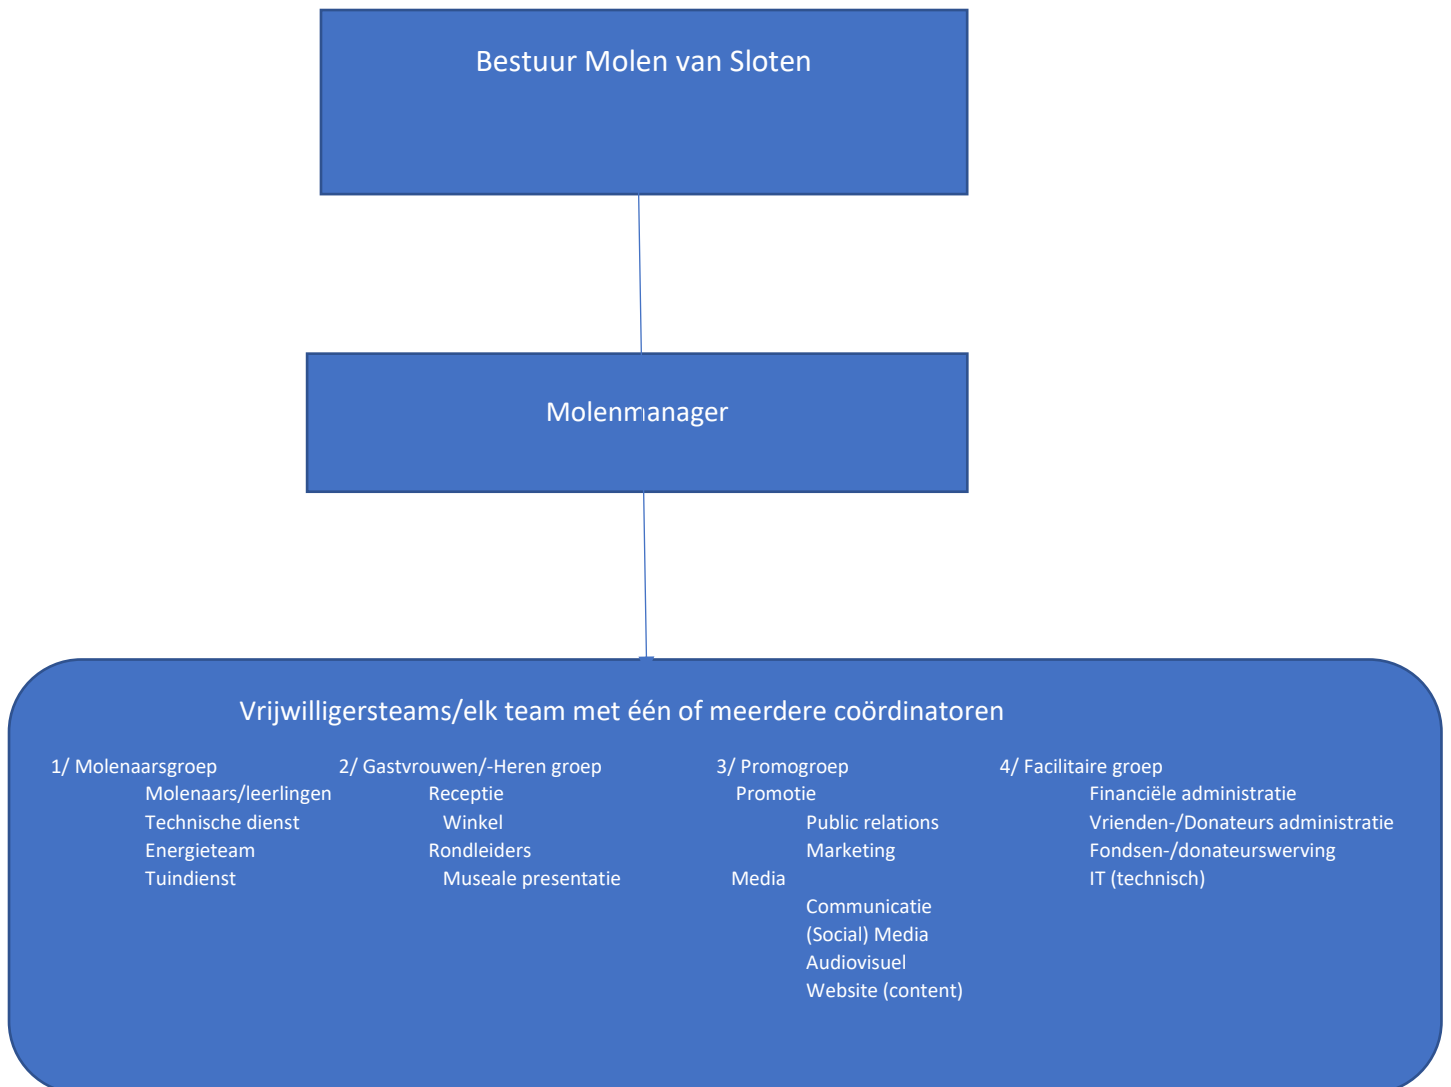 Bestuur Molen van Sloten
Molenmanager
Vrijwilligersteams/elk team met één of meerdere coördinatoren
1/ Molenaarsgroep
Molenaars/leerlingen
Technische dienst
Energieteam
Tuindienst
2/ Gastvrouwen/-Heren groep
Receptie
Winkel
Rondleiders
Museale presentatie
3/ Promogroep
Promotie
Public relations
Marketing
Media
Communicatie
(Social) Media
Audiovisuel
Website (content)
4/ Facilitaire groep
Financiële administratie
Vrienden-/Donateurs administratie
Fondsen-/donateurswerving
IT (technisch)